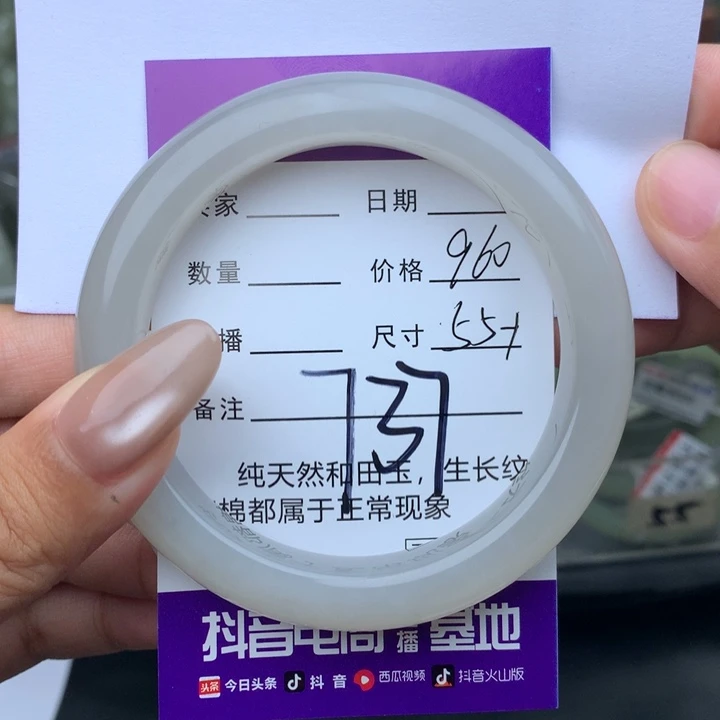 家 日期
数量 价格 960
播 尺寸 55+
备注 737
纯天然和田玉，生长纹
棉都属于正常现象
抖音电商直播基地
头条 今日头条 抖音 西瓜视频 抖音火山版